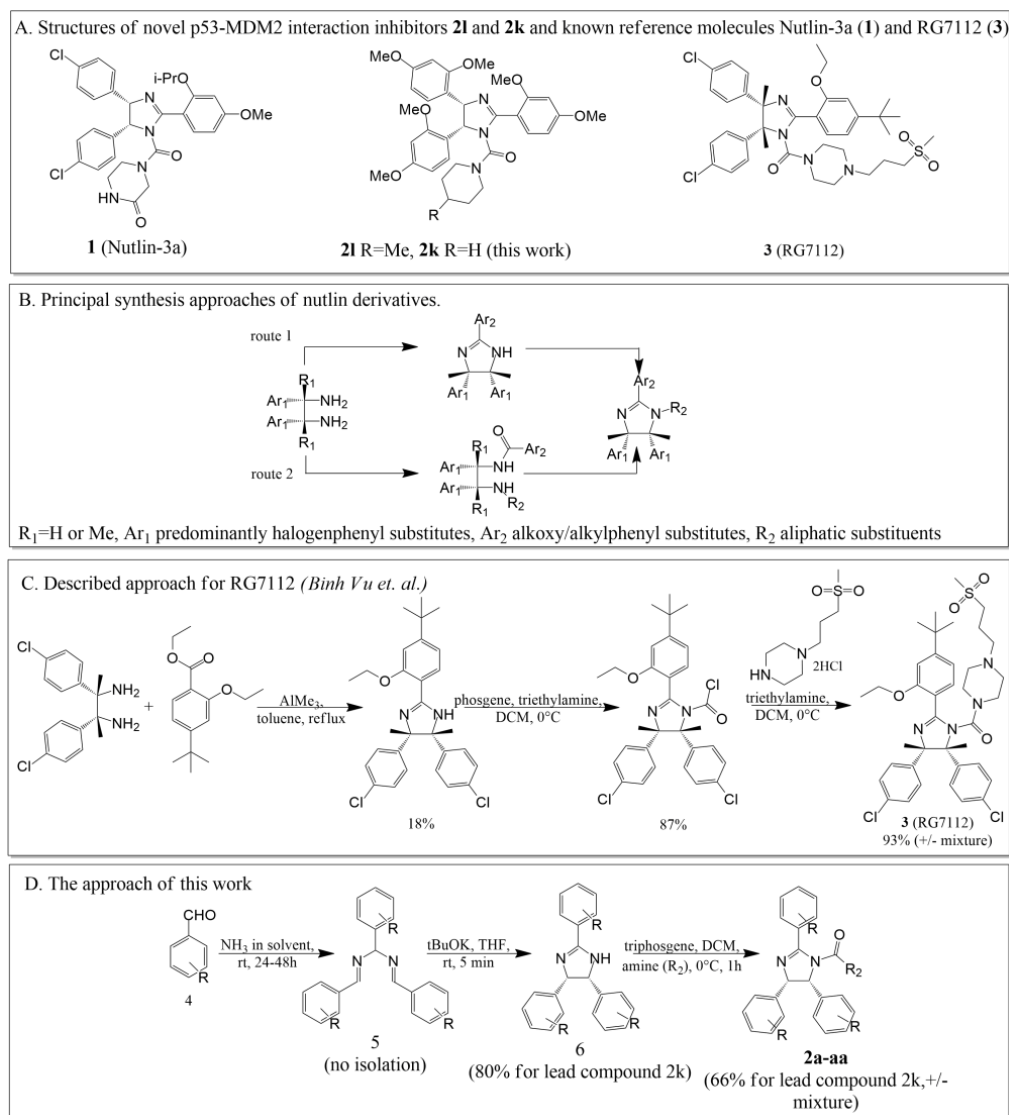 A. Structures of novel p53-MDM2 interaction inhibitors 2l and 2k and known reference molecules Nutlin-3a (1) and RG7112 (3)
Cl
i-PrO
N
N
OMe
Cl
O
N
HN
O
1 (Nutlin-3a)
OMe
OMe
MeO
MeO
N
N
OMe
OMe
O
MeO
N
R
2l R=Me, 2k R=H (this work)
Cl
O
N
N
Cl
O
N
N
O
S
O
3 (RG7112)
B. Principal synthesis approaches of nutlin derivatives.
route 1
Ar2
N
NH
Ar1
Ar1
R1
Ar1
NH2
Ar1
NH2
R1
Ar2
N
N
R2
Ar1
Ar1
route 2
O
R1
NH
Ar2
Ar1
Ar1
NH
R1
R2
R1=H or Me, Ar1 predominantly halogenphenyl substitutes, Ar2 alkoxy/alkylphenyl substitutes, R2 aliphatic substituents
C. Described approach for RG7112 (Binh Vu et. al.)
Cl
NH2
NH2
Cl
+
O
O
O
AlMe3,
toluene, reflux
O
N
NH
Cl
Cl
18%
phosgene, triethylamine,
DCM, 0°C
O
Cl
N
N
O
Cl
Cl
87%
O
S
O
N
HN
2HCl
triethylamine,
DCM, 0°C
O
S
O
N
O
N
N
N
O
Cl
Cl
3 (RG7112)
93% (+/- mixture)
D. The approach of this work
CHO
R
4
NH3 in solvent,
rt, 24-48h
R
N
N
R
R
5
(no isolation)
tBuOK, THF,
rt, 5 min
R
N
NH
R
R
6
(80% for lead compound 2k)
triphosgene, DCM,
amine (R2), 0°C, 1h
R
O
N
N
R2
R
R
2a-aa
(66% for lead compound 2k,+/-
mixture)